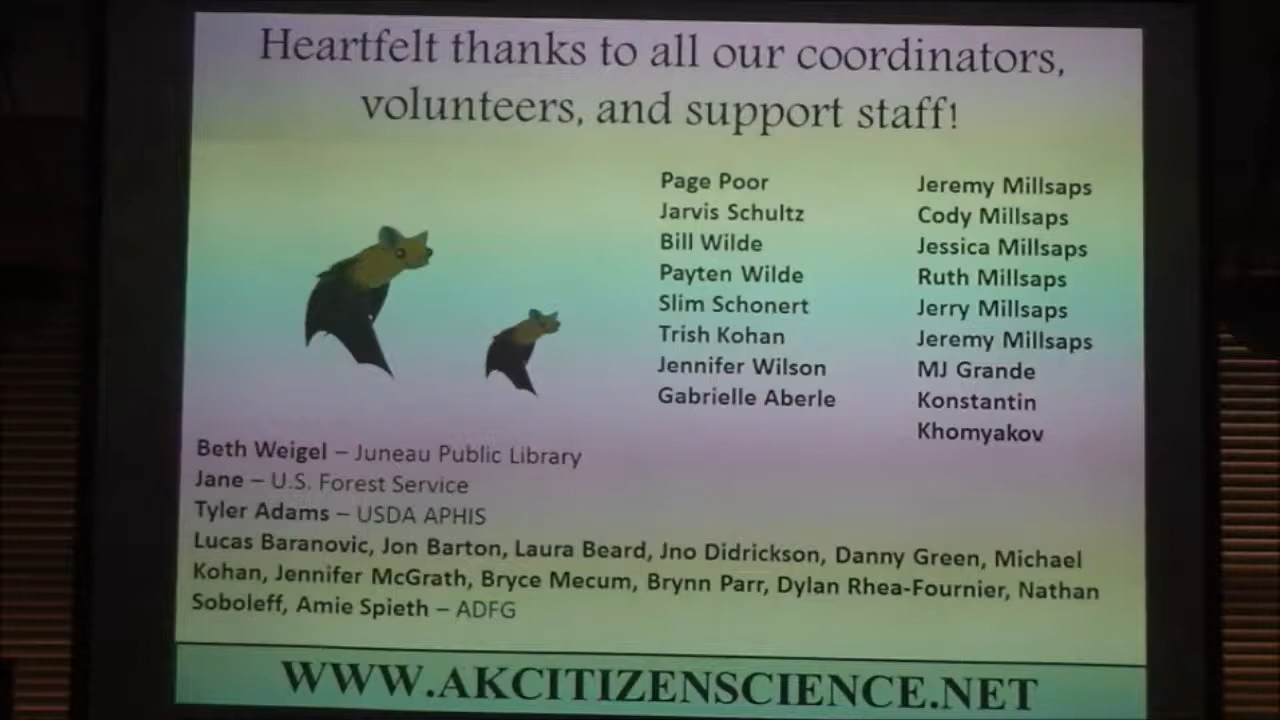 Heartfelt thanks to all our coordinators,
volunteers, and support staff!
Page Poor
Jarvis Schultz
Bill Wilde
Payten Wilde
Slim Schonert
Trish Kohan
Jennifer Wilson
Gabrielle Aberle
Jeremy Millsaps
Cody Millsaps
Jessica Millsaps
Ruth Millsaps
Jerry Millsaps
Jeremy Millsaps
MJ Grande
Konstantin
Khomyakov
Beth Weigel – Juneau Public Library
Jane – U.S. Forest Service
Tyler Adams – USDA APHIS
Lucas Baranovic, Jon Barton, Laura Beard, Jno Didrickson, Danny Green, Michael
Kohan, Jennifer McGrath, Bryce Mecum, Brynn Parr, Dylan Rhea-Fournier, Nathan
Soboleff, Amie Spieth – ADFG
WWW.AKCITIZENSCIENCE.NET